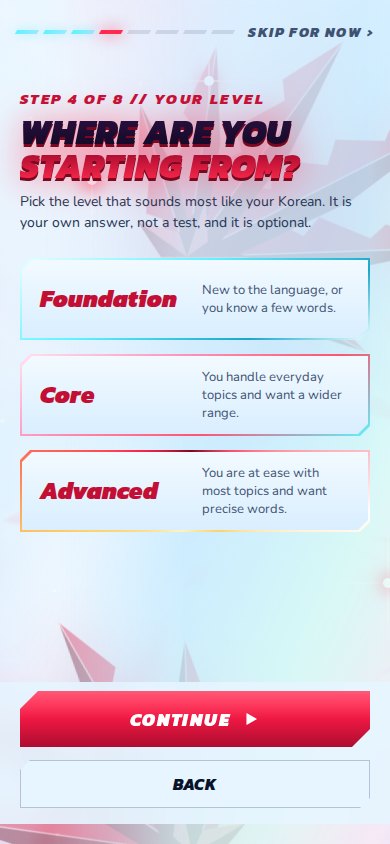 SKIP FOR NOW >
STEP 4 OF 8 // YOUR LEVEL
WHERE ARE YOU
STARTING FROM?
Pick the level that sounds most like your Korean. It is
your own answer, not a test, and it is optional.
Foundation
New to the language, or
you know a few words.
Core
You handle everyday
topics and want a wider
range.
Advanced
You are at ease with
most topics and want
precise words.
CONTINUE ▶
BACK